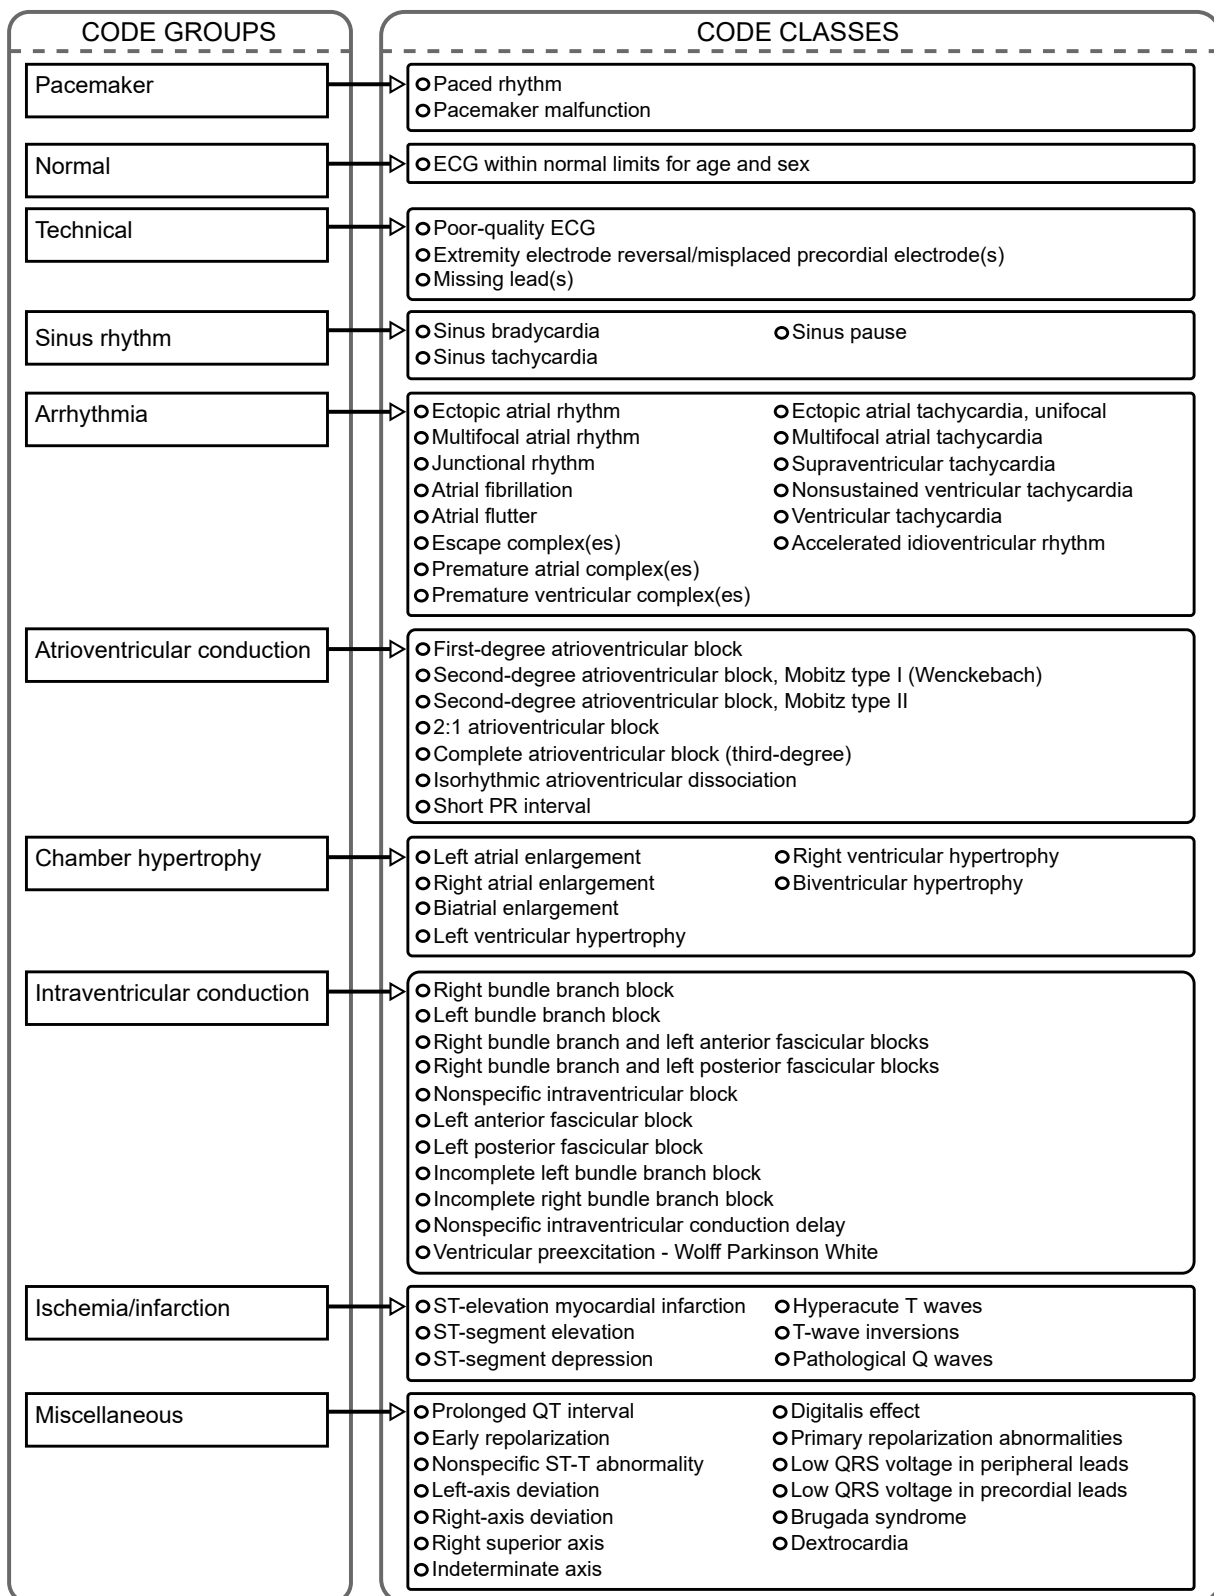 CODE GROUPS
CODE CLASSES
Pacemaker
Paced rhythm
Pacemaker malfunction
Normal
ECG within normal limits for age and sex
Technical
Poor-quality ECG
Extremity electrode reversal/misplaced precordial electrode(s)
Missing lead(s)
Sinus rhythm
Sinus bradycardia
Sinus tachycardia
Sinus pause
Arrhythmia
Ectopic atrial rhythm
Multifocal atrial rhythm
Junctional rhythm
Atrial fibrillation
Atrial flutter
Escape complex(es)
Premature atrial complex(es)
Premature ventricular complex(es)
Ectopic atrial tachycardia, unifocal
Multifocal atrial tachycardia
Supraventricular tachycardia
Nonsustained ventricular tachycardia
Ventricular tachycardia
Accelerated idioventricular rhythm
Atrioventricular conduction
First-degree atrioventricular block
Second-degree atrioventricular block, Mobitz type I (Wenckebach)
Second-degree atrioventricular block, Mobitz type II
2:1 atrioventricular block
Complete atrioventricular block (third-degree)
Isorhythmic atrioventricular dissociation
Short PR interval
Chamber hypertrophy
Left atrial enlargement
Right atrial enlargement
Biatrial enlargement
Left ventricular hypertrophy
Right ventricular hypertrophy
Biventricular hypertrophy
Intraventricular conduction
Right bundle branch block
Left bundle branch block
Right bundle branch and left anterior fascicular blocks
Right bundle branch and left posterior fascicular blocks
Nonspecific intraventricular block
Left anterior fascicular block
Left posterior fascicular block
Incomplete left bundle branch block
Incomplete right bundle branch block
Nonspecific intraventricular conduction delay
Ventricular preexcitation - Wolff Parkinson White
Ischemia/infarction
ST-elevation myocardial infarction
ST-segment elevation
ST-segment depression
Hyperacute T waves
T-wave inversions
Pathological Q waves
Miscellaneous
Prolonged QT interval
Early repolarization
Nonspecific ST-T abnormality
Left-axis deviation
Right-axis deviation
Right superior axis
Indeterminate axis
Digitalis effect
Primary repolarization abnormalities
Low QRS voltage in peripheral leads
Low QRS voltage in precordial leads
Brugada syndrome
Dextrocardia